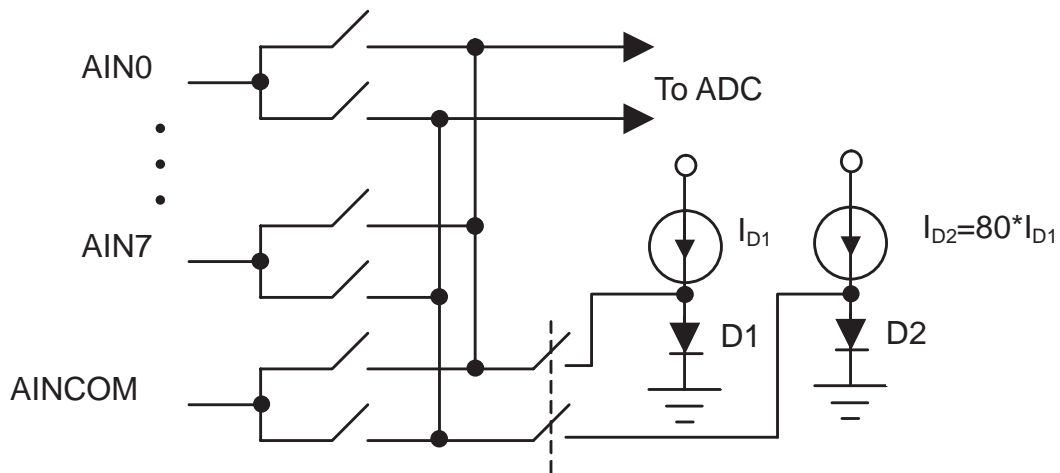 AIN0
To ADC
AIN7
I_D1
I_D2=80*I_D1
D1
D2
AINCOM